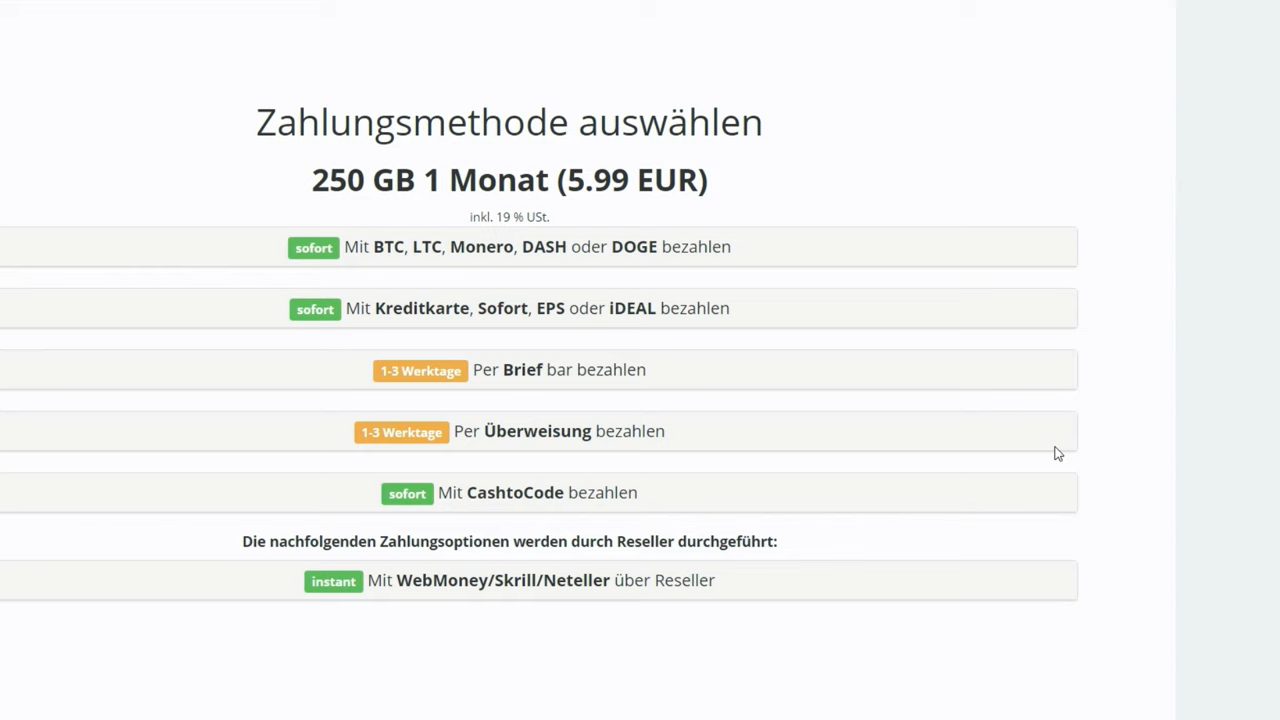 Zahlungsmethode auswählen
250 GB 1 Monat (5.99 EUR)
inkl. 19 % USt.
sofort Mit BTC, LTC, Monero, DASH oder DOGE bezahlen
sofort Mit Kreditkarte, Sofort, EPS oder iDEAL bezahlen
1-3 Werktage Per Brief bar bezahlen
1-3 Werktage Per Überweisung bezahlen
sofort Mit CashtoCode bezahlen
Die nachfolgenden Zahlungsoptionen werden durch Reseller durchgeführt:
instant Mit WebMoney/Skrill/Neteller über Reseller